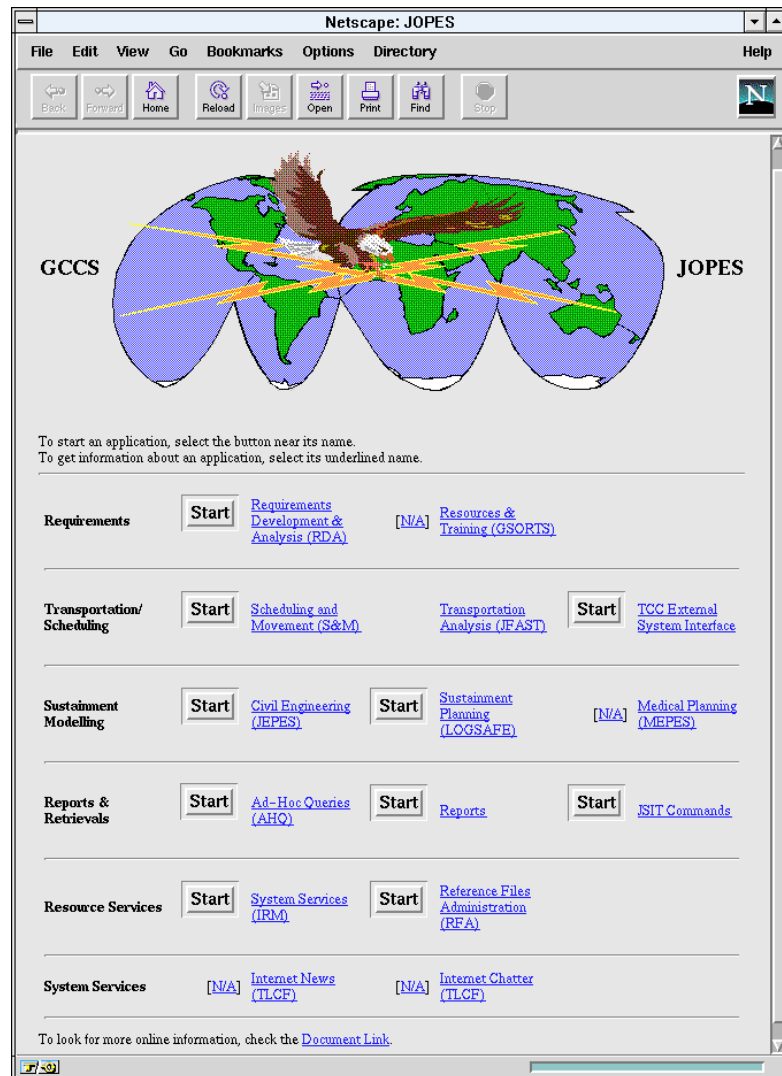 Netscape: JOPES
File Edit View Go Bookmarks Options Directory Help
Back Forward Home Reload Images Open Print Find Stop
N
GCCS
JOPES
To start an application, select the button near its name.
To get information about an application, select its underlined name.
Requirements
Start
Requirements
Development &
Analysis (RDA)
[N/A]
Resources &
Training (GSORTS)
Transportation/
Scheduling
Start
Scheduling and
Movement (S&M)
Transportation
Analysis (JFAST)
Start
TCC External
System Interface
Sustainment
Modelling
Start
Civil Engineering
(JEPES)
Start
Sustainment
Planning
(LOGSAFE)
[N/A]
Medical Planning
(MEPES)
Reports &
Retrievals
Start
Ad-Hoc Queries
(AHQ)
Start
Reports
Start
JSIT Commands
Resource Services
Start
System Services
(IRM)
Start
Reference Files
Administration
(RFA)
System Services
[N/A]
Internet News
(TLCF)
[N/A]
Internet Chatter
(TLCF)
To look for more online information, check the Document Link.